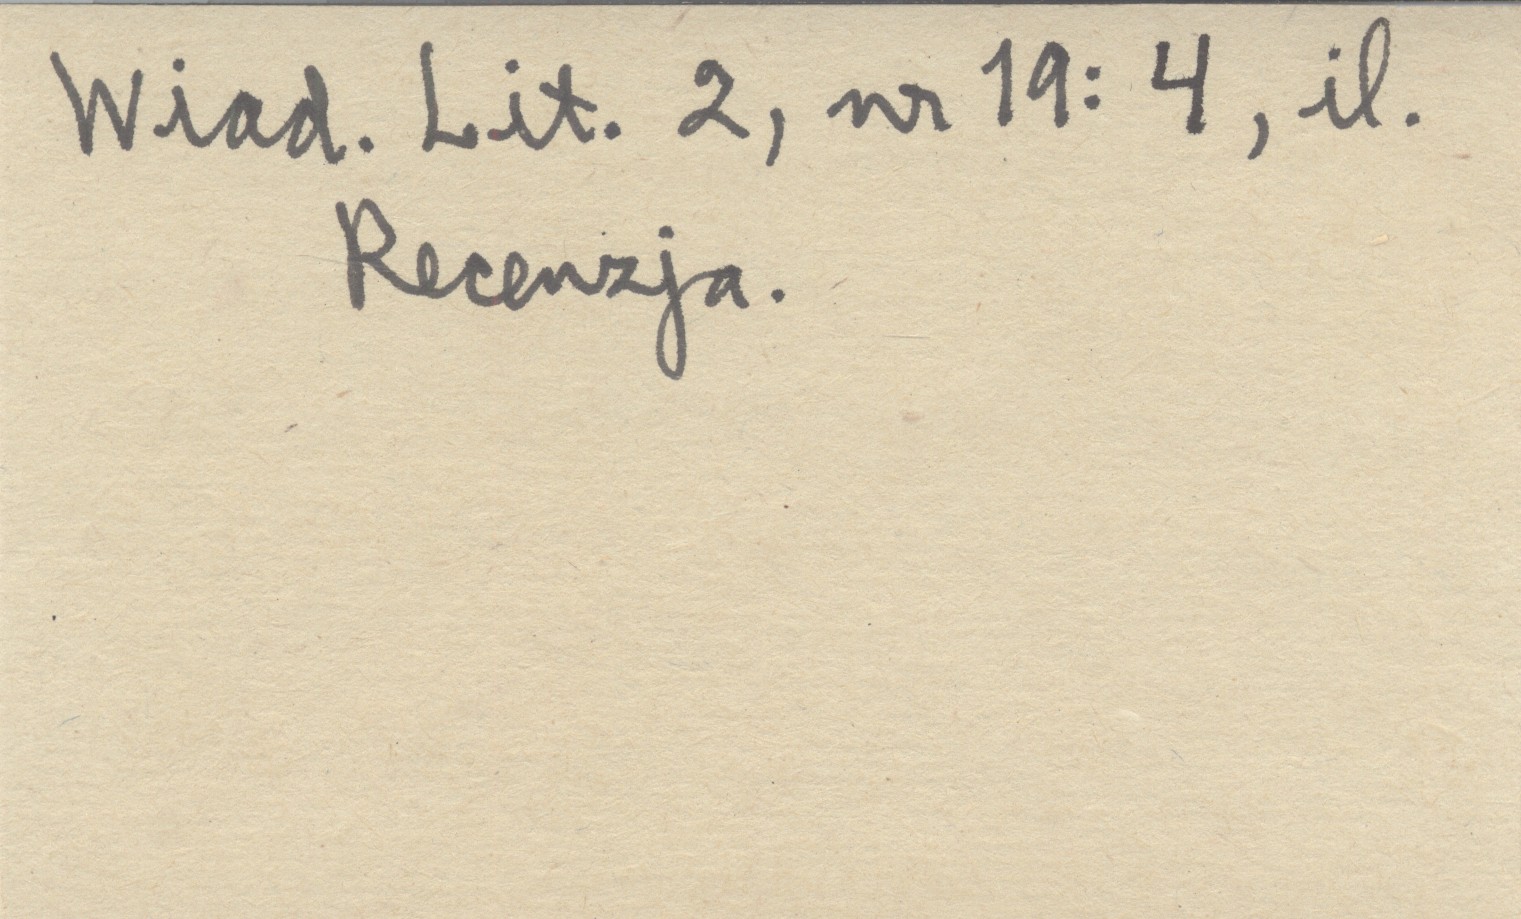 Wiad. Lit. 2, nr 19: 4, il.
Recenzja.